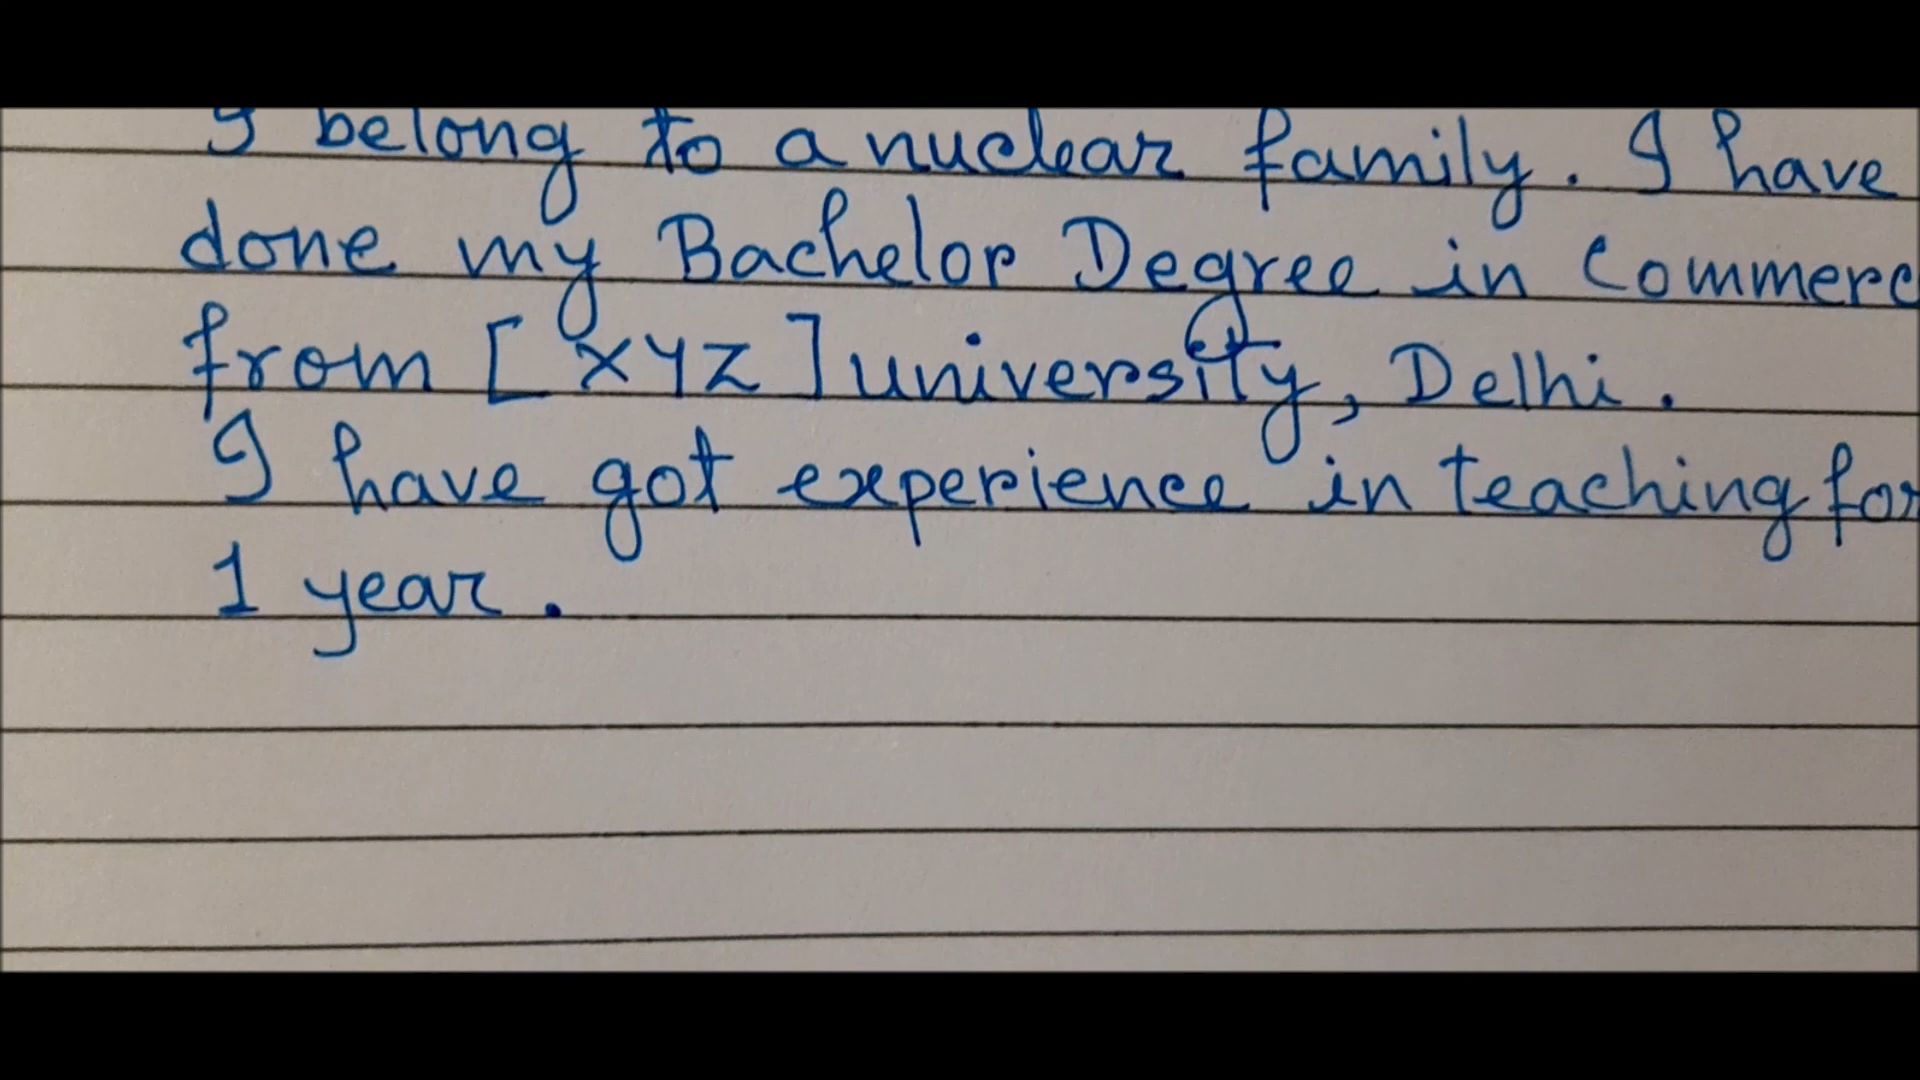 I belong to a nuclear family. I have
done my Bachelor Degree in Commerc
from [XYZ] university, Delhi.
I have got experience in teaching for
1 year.